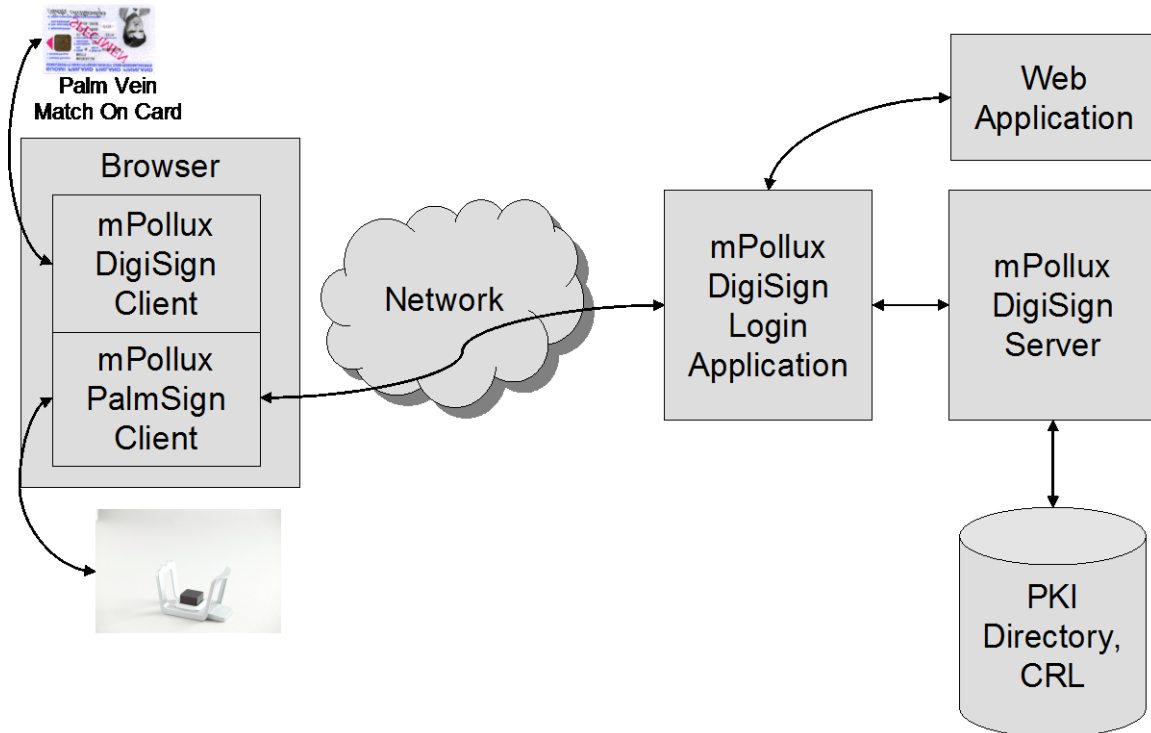 SPECIMEN
Palm Vein
Match On Card
Browser
mPollux
DigiSign
Client
mPollux
PalmSign
Client
Network
mPollux
DigiSign
Login
Application
Web
Application
mPollux
DigiSign
Server
PKI
Directory,
CRL